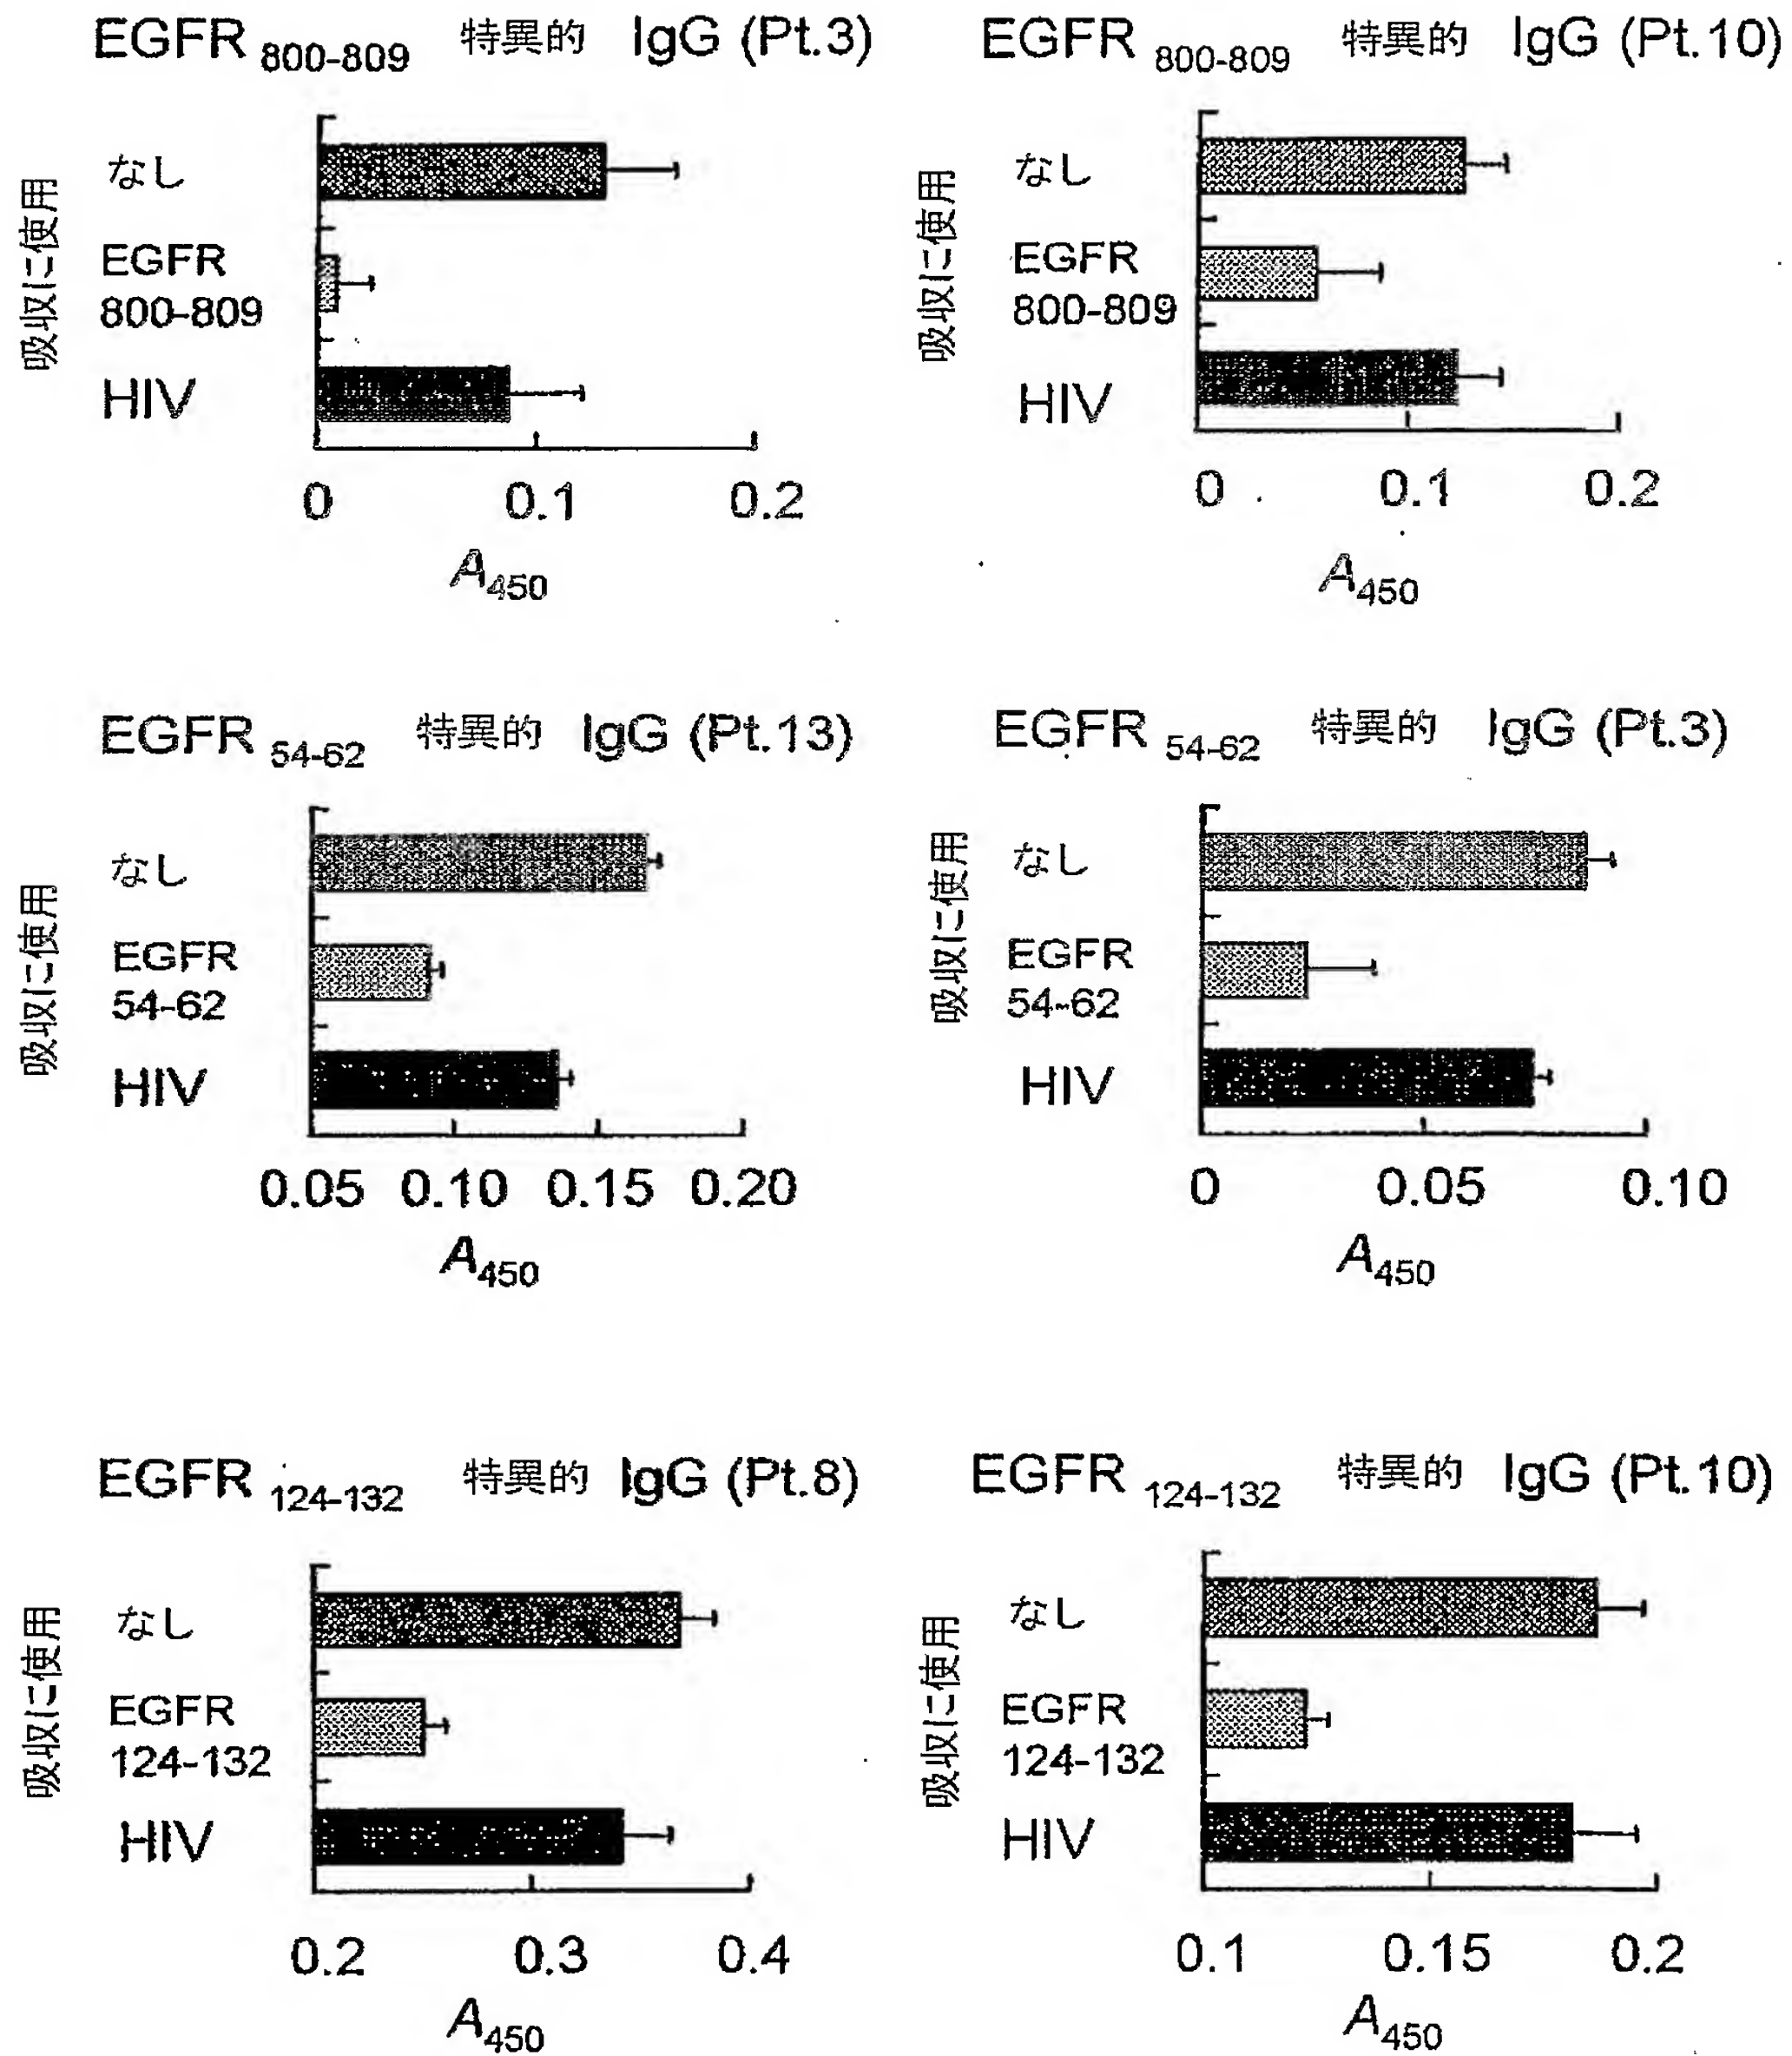 EGFR 800-809 特異的 IgG (Pt.3)
吸収に使用
なし
EGFR
800-809
HIV
0 0.1 0.2
A450
EGFR 800-809 特異的 IgG (Pt.10)
吸収に使用
なし
EGFR
800-809
HIV
0 0.1 0.2
A450
EGFR 54-62 特異的 IgG (Pt.13)
吸収に使用
なし
EGFR
54-62
HIV
0.05 0.10 0.15 0.20
A450
EGFR 54-62 特異的 IgG (Pt.3)
吸収に使用
なし
EGFR
54-62
HIV
0 0.05 0.10
A450
EGFR 124-132 特異的 IgG (Pt.8)
吸収に使用
なし
EGFR
124-132
HIV
0.2 0.3 0.4
A450
EGFR 124-132 特異的 IgG (Pt.10)
吸収に使用
なし
EGFR
124-132
HIV
0.1 0.15 0.2
A450